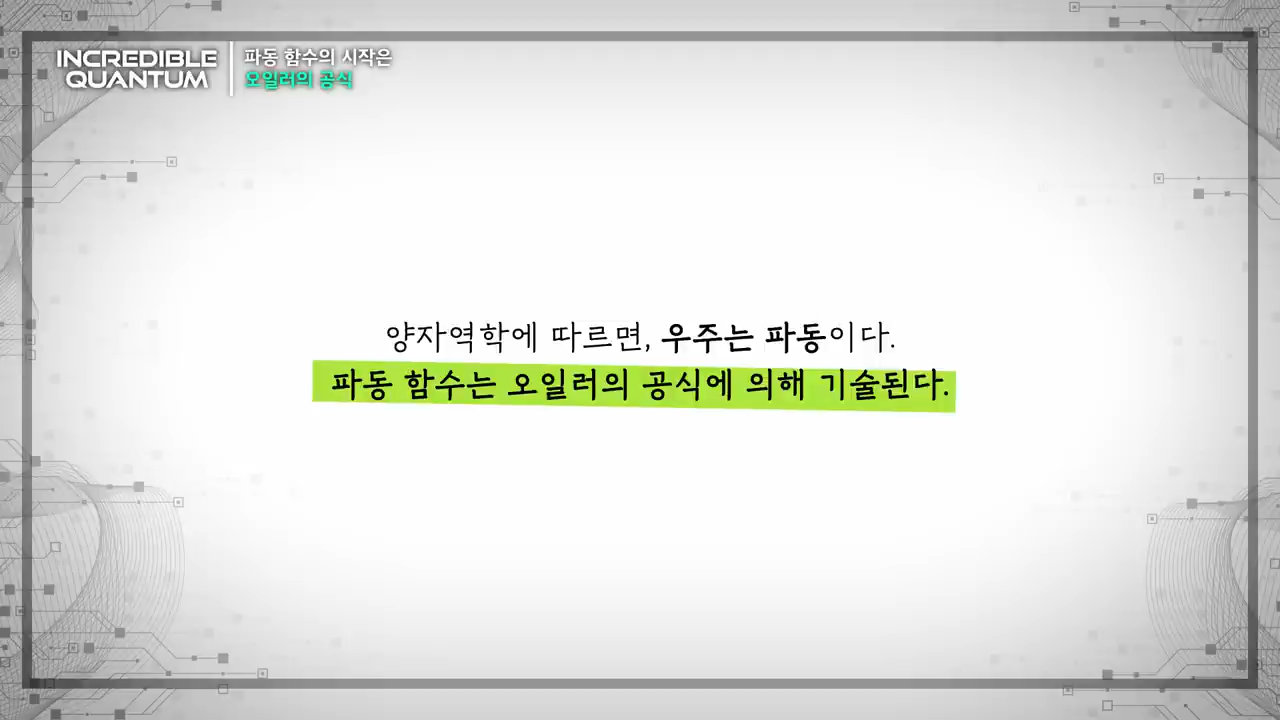 INCREDIBLE
QUANTUM
파동 함수의 시작은
오일러의 공식
양자역학에 따르면, 우주는 파동이다.
파동 함수는 오일러의 공식에 의해 기술된다.